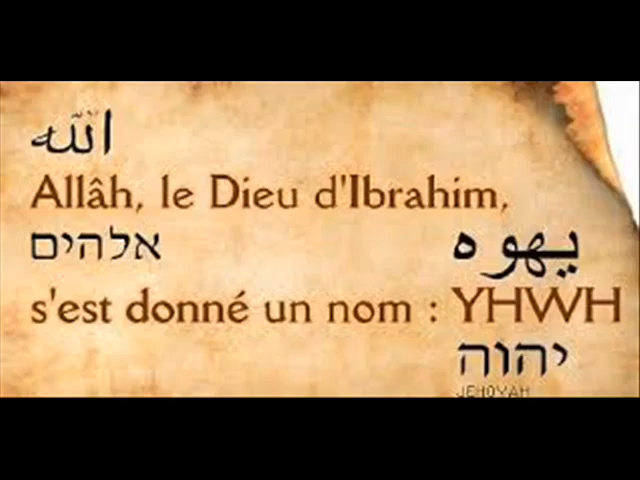 الله
Allâh, le Dieu d'Ibrahim,
אלהים
يهوه
s'est donné un nom : YHWH
יהוה
JEHOVAH